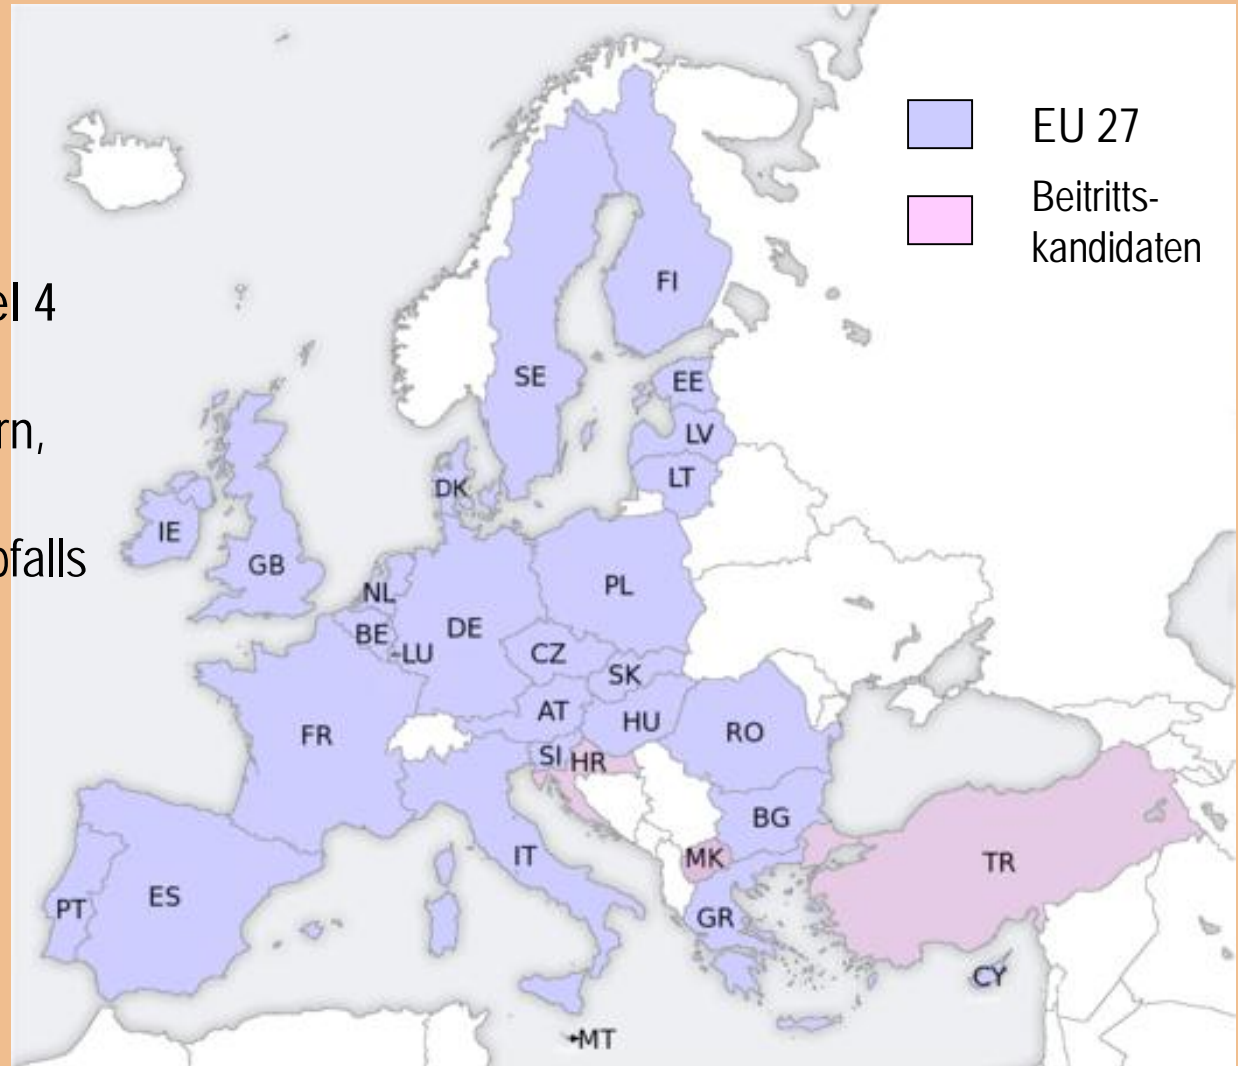 EU 27
Beitritts-
kandidaten
el 4
rn,
ofalls
FI
SE
EE
LV
LT
DK
IE
GB
NL
PL
BE
DE
LU
CZ
SK
AT
HU
FR
RO
SI
HR
BG
IT
MK
TR
ES
PT
GR
CY
MT